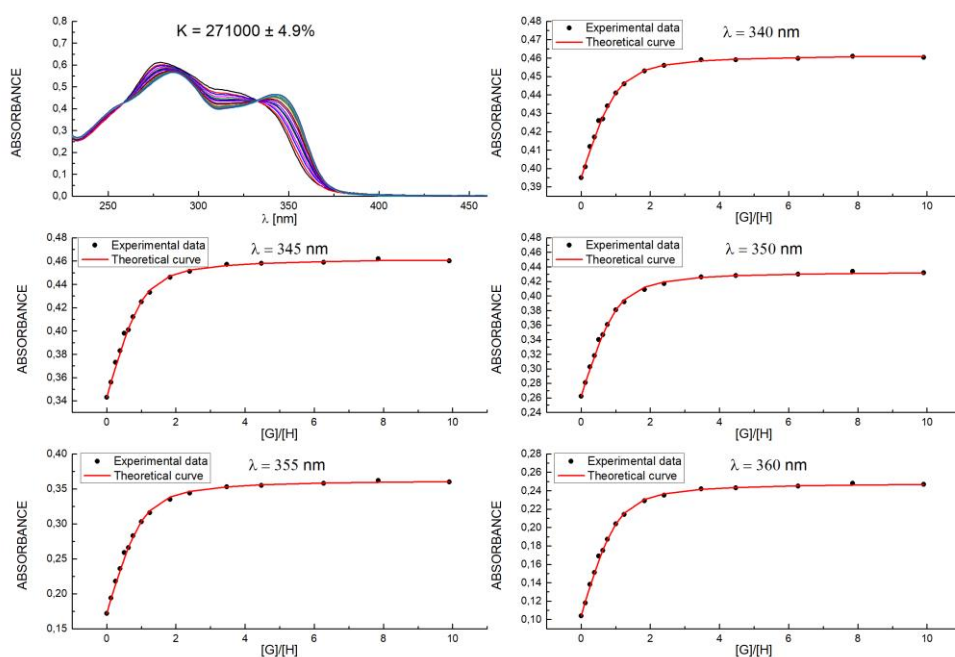 K = 271000 ± 4.9%
ABSORBANCE
0,8
0,7
0,6
0,5
0,4
0,3
0,2
0,1
0,0
250 300 350 400 450
λ [nm]
Experimental data
Theoretical curve
λ = 340 nm
ABSORBANCE
0,48
0,46
0,45
0,44
0,42
0,41
0,40
0,39
0 2 4 6 8 10
[G]/[H]
Experimental data
Theoretical curve
λ = 345 nm
ABSORBANCE
0,48
0,46
0,44
0,42
0,40
0,38
0,36
0,34
0 2 4 6 8 10
[G]/[H]
Experimental data
Theoretical curve
λ = 350 nm
ABSORBANCE
0,48
0,46
0,44
0,42
0,40
0,38
0,36
0,34
0,32
0,30
0,28
0,26
0,24
0 2 4 6 8 10
[G]/[H]
Experimental data
Theoretical curve
λ = 355 nm
ABSORBANCE
0,40
0,35
0,30
0,25
0,20
0,15
0 2 4 6 8 10
[G]/[H]
Experimental data
Theoretical curve
λ = 360 nm
ABSORBANCE
0,28
0,26
0,24
0,22
0,20
0,18
0,16
0,14
0,12
0,10
0 2 4 6 8 10
[G]/[H]